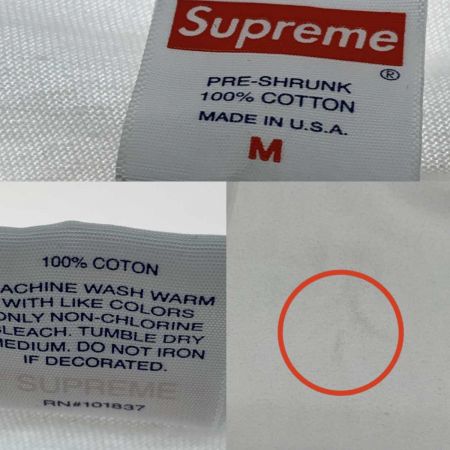 Supreme
®
PRE-SHRUNK
100% COTTON
MADE IN U.S.A.
M
100% COTON
ACHINE WASH WARM
WITH LIKE COLORS
ONLY NON-CHLORINE
BLEACH. TUMBLE DRY
MEDIUM. DO NOT IRON
IF DECORATED.
SUPREME
RN#101837